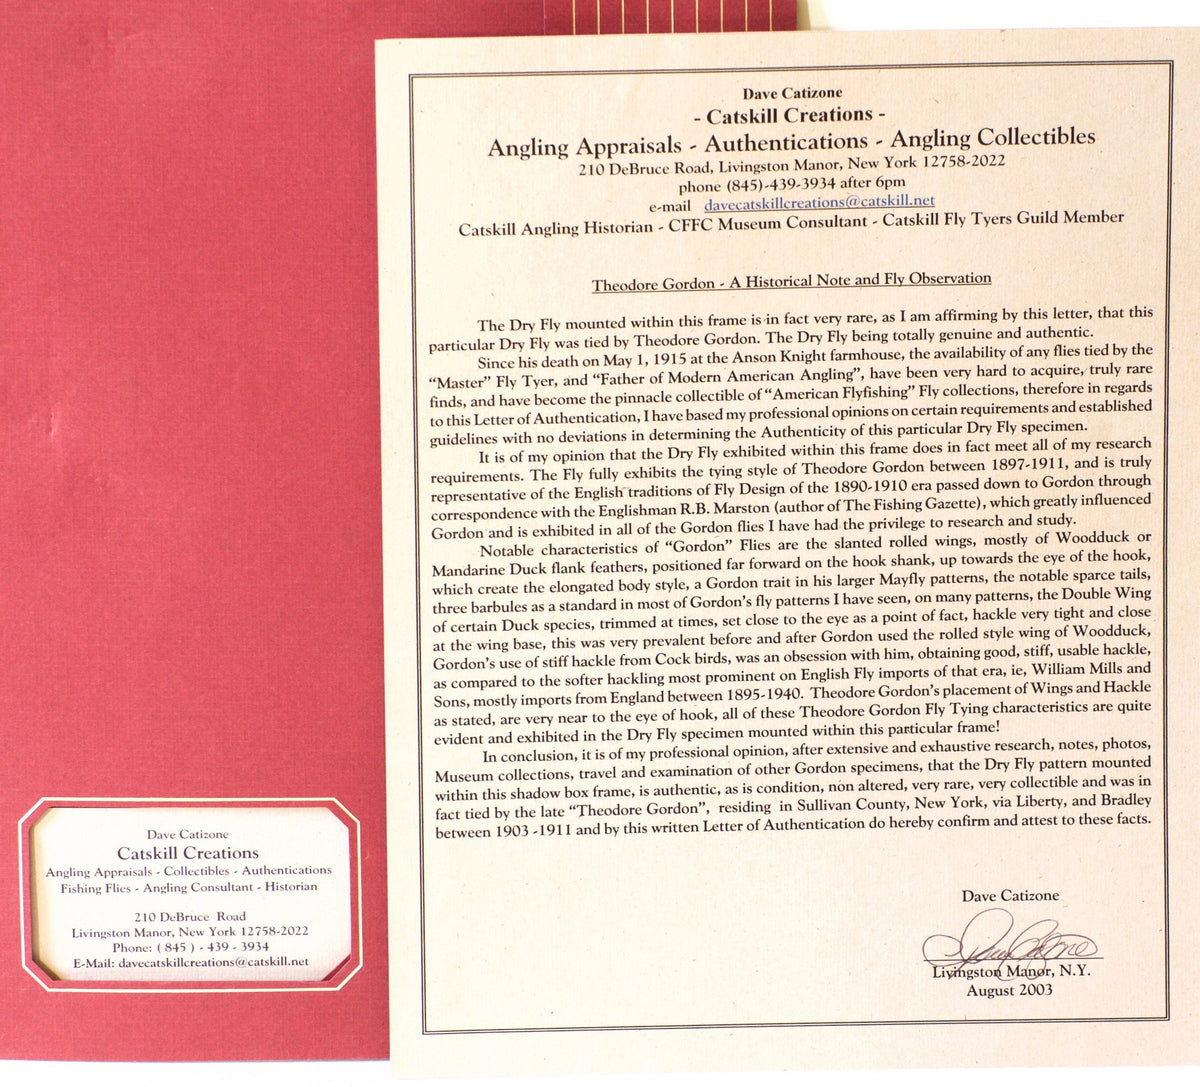 Dave Catizone
- Catskill Creations -
Angling Appraisals - Authentications - Angling Collectibles
210 DeBruce Road, Livingston Manor, New York 12758-2022
phone (845)-439-3934 after 6pm
e-mail davecatskillcreations@catskill.net
Catskill Angling Historian - CFFC Museum Consultant - Catskill Fly Tyers Guild Member
Theodore Gordon - A Historical Note and Fly Observation
The Dry Fly mounted within this frame is in fact very rare, as I am affirming by this letter, that this
particular Dry Fly was tied by Theodore Gordon. The Dry Fly being totally genuine and authentic.
Since his death on May 1, 1915 at the Anson Knight farmhouse, the availability of any flies tied by the
"Master" Fly Tyer, and "Father of Modern American Angling", have been very hard to acquire, truly rare
finds, and have become the pinnacle collectible of "American Flyfishing" Fly collections, therefore in regards
to this Letter of Authentication, I have based my professional opinions on certain requirements and established
guidelines with no deviations in determining the Authenticity of this particular Dry Fly specimen.
It is of my opinion that the Dry Fly exhibited within this frame does in fact meet all of my research
requirements. The Fly fully exhibits the tying style of Theodore Gordon between 1897-1911, and is truly
representative of the English traditions of Fly Design of the 1890-1910 era passed down to Gordon through
correspondence with the Englishman R.B. Marston (author of The Fishing Gazette), which greatly influenced
Gordon and is exhibited in all of the Gordon flies I have had the privilege to research and study.
Notable characteristics of "Gordon" Flies are the slanted rolled wings, mostly of Woodduck or
Mandarine Duck flank feathers, positioned far forward on the hook shank, up towards the eye of the hook,
which create the elongated body style, a Gordon trait in his larger Mayfly patterns, the notable sparce tails,
three barbules as a standard in most of Gordon's fly patterns I have seen, on many patterns, the Double Wing
of certain Duck species, trimmed at times, set close to the eye as a point of fact, hackle very tight and close
at the wing base, this was very prevalent before and after Gordon used the rolled style wing of Woodduck,
Gordon's use of stiff hackle from Cock birds, was an obsession with him, obtaining good, stiff, usable hackle,
as compared to the softer hackling most prominent on English Fly imports of that era, ie, William Mills and
Sons, mostly imports from England between 1895-1940. Theodore Gordon's placement of Wings and Hackle
as stated, are very near to the eye of hook, all of these Theodore Gordon Fly Tying characteristics are quite
evident and exhibited in the Dry Fly specimen mounted within this particular frame!
In conclusion, it is of my professional opinion, after extensive and exhaustive research, notes, photos,
Museum collections, travel and examination of other Gordon specimens, that the Dry Fly pattern mounted
within this shadow box frame, is authentic, as is condition, non altered, very rare, very collectible and was in
fact tied by the late "Theodore Gordon", residing in Sullivan County, New York, via Liberty, and Bradley
between 1903 -1911 and by this written Letter of Authentication do hereby confirm and attest to these facts.
Dave Catizone
Dave Catizone
Livingston Manor, N.Y.
August 2003
Dave Catizone
Catskill Creations
Angling Appraisals - Collectibles - Authentications
Fishing Flies - Angling Consultant - Historian
210 DeBruce Road
Livingston Manor, New York 12758-2022
Phone: ( 845 ) - 439 - 3934
E-Mail: davecatskillcreations@catskill.net